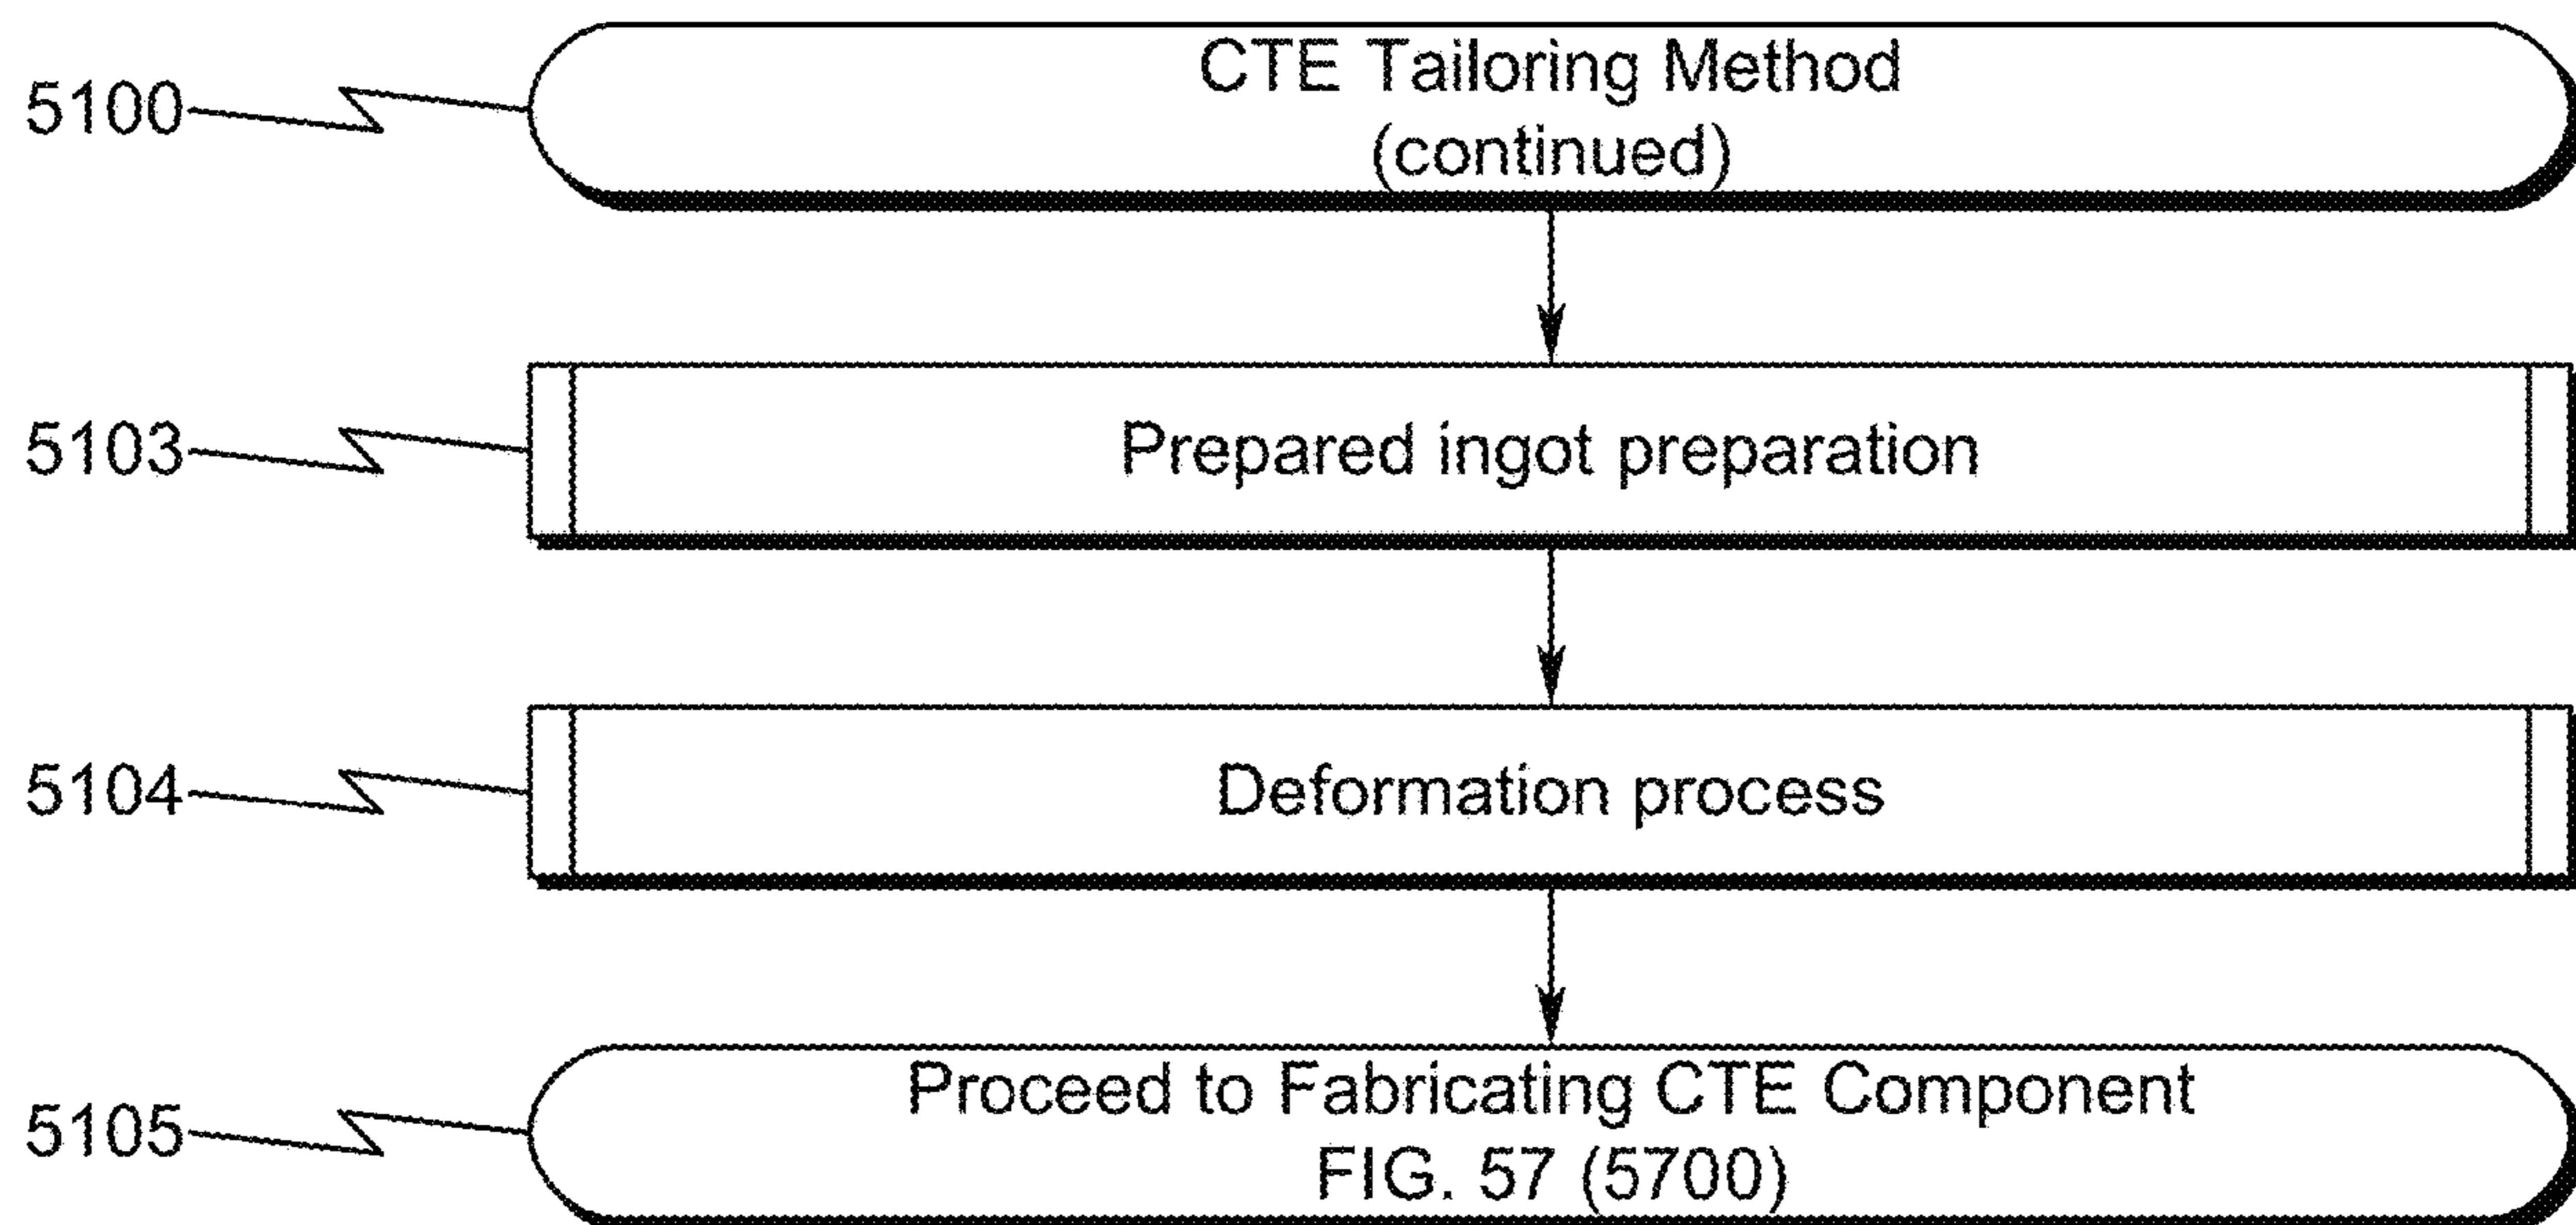 5100
CTE Tailoring Method
(continued)
5103
Prepared ingot preparation
5104
Deformation process
5105
Proceed to Fabricating CTE Component
FIG. 57 (5700)